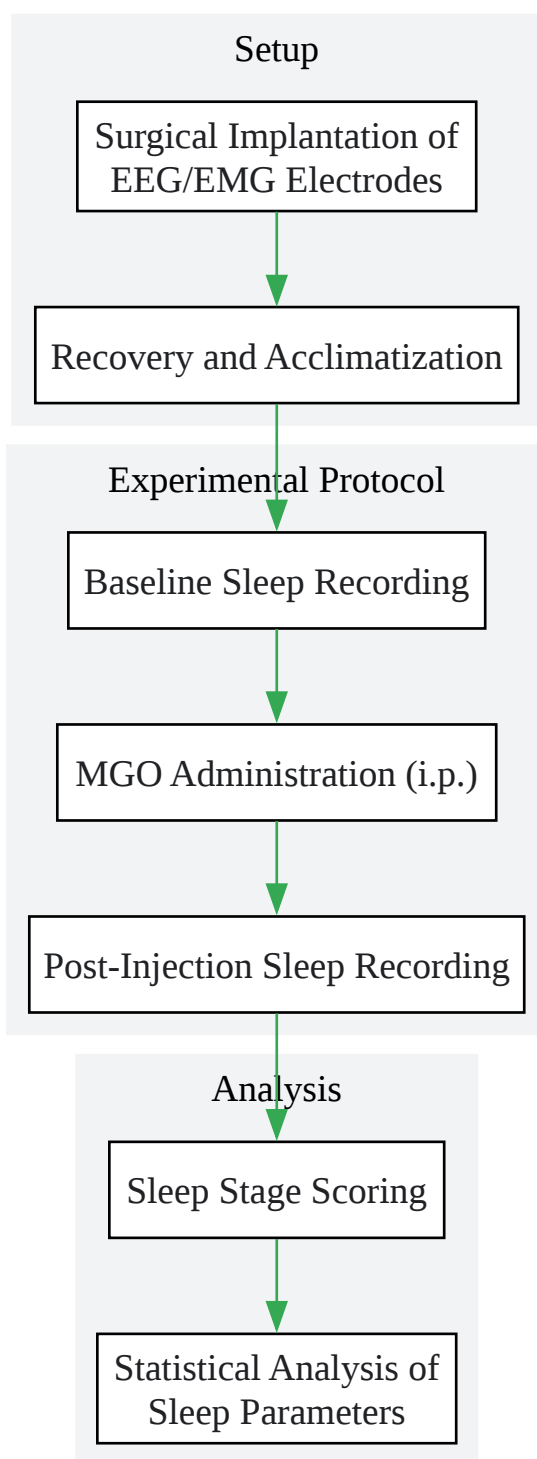 Setup
Surgical Implantation of
EEG/EMG Electrodes
Recovery and Acclimatization
Experimental Protocol
Baseline Sleep Recording
MGO Administration (i.p.)
Post-Injection Sleep Recording
Analysis
Sleep Stage Scoring
Statistical Analysis of
Sleep Parameters